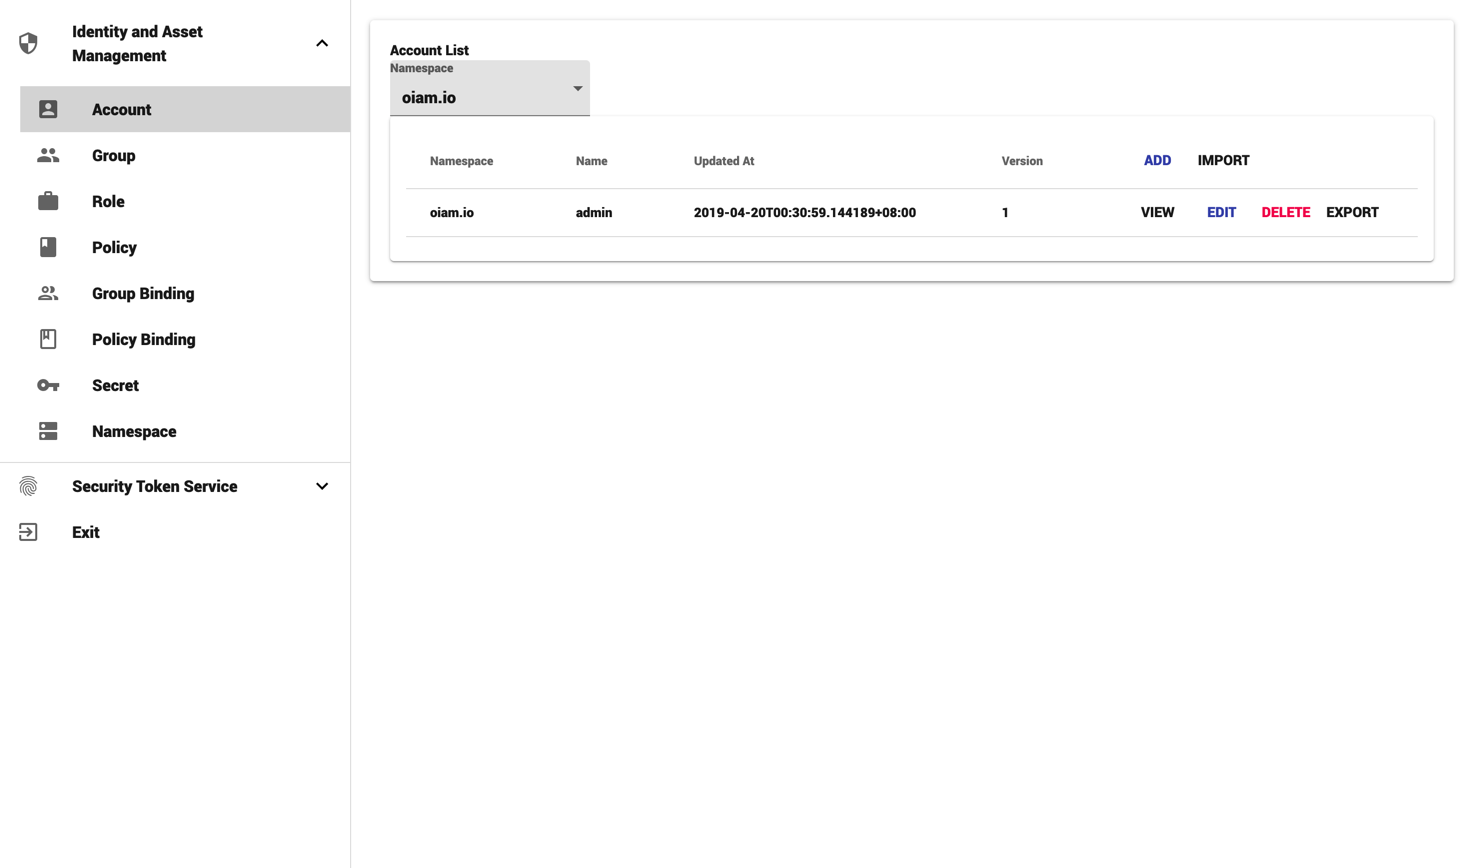 Identity and Asset
Management
Account
Group
Role
Policy
Group Binding
Policy Binding
Secret
Namespace
Security Token Service
Exit
Account List
Namespace
oiam.io
Namespace Name Updated At Version ADD IMPORT
oiam.io admin 2019-04-20T00:30:59.144189+08:00 1 VIEW EDIT DELETE EXPORT